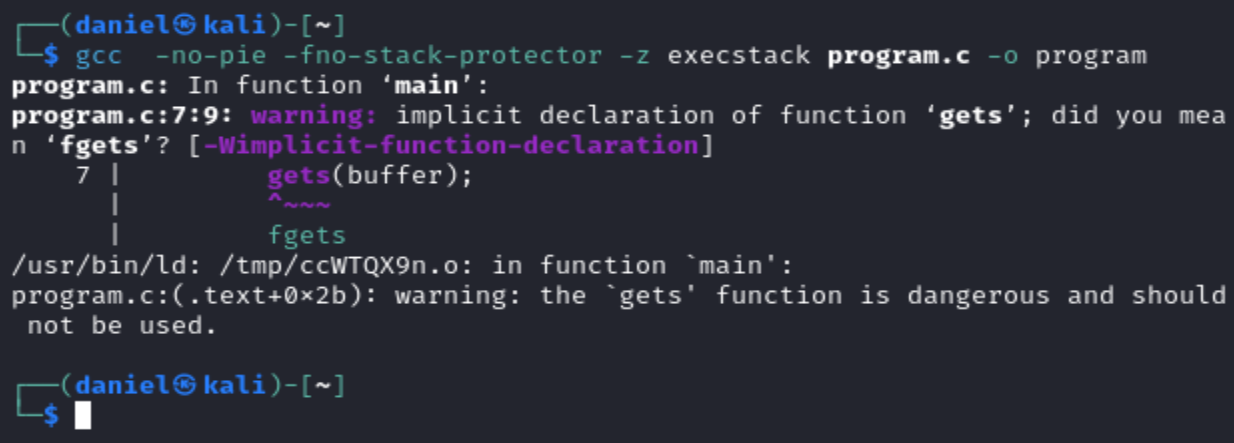 ┌──(daniel㉿kali)-[~]
└─$ gcc  -no-pie -fno-stack-protector -z execstack program.c -o program
program.c: In function ‘main’:
program.c:7:9: warning: implicit declaration of function ‘gets’; did you mea
n ‘fgets’? [-Wimplicit-function-declaration]
    7 |         gets(buffer);
      |         ^~~~
      |         fgets
/usr/bin/ld: /tmp/ccWTQX9n.o: in function `main':
program.c:(.text+0×2b): warning: the `gets' function is dangerous and should
 not be used.
┌──(daniel㉿kali)-[~]
└─$